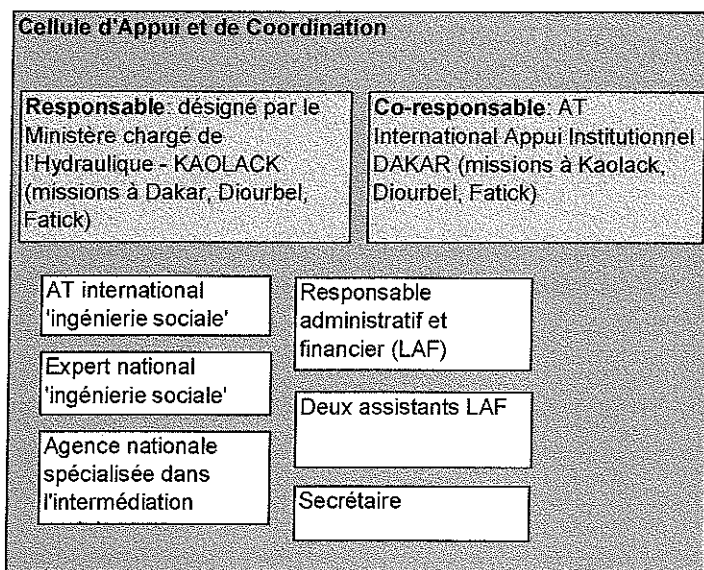 Cellule d'Appui et de Coordination
Responsable: désigné par le
Ministère chargé de
l'Hydraulique - KAOLACK
(missions à Dakar, Diourbel,
Fatick)
Co-responsable: AT
International Appui Institutionnel
DAKAR (missions à Kaolack,
Diourbel, Fatick)
AT international
'ingénierie sociale'
Expert national
'ingénierie sociale'
Agence nationale
spécialisée dans
l'intermédiation
Responsable
administratif et
financier (LAF)
Deux assistants LAF
Secrétaire